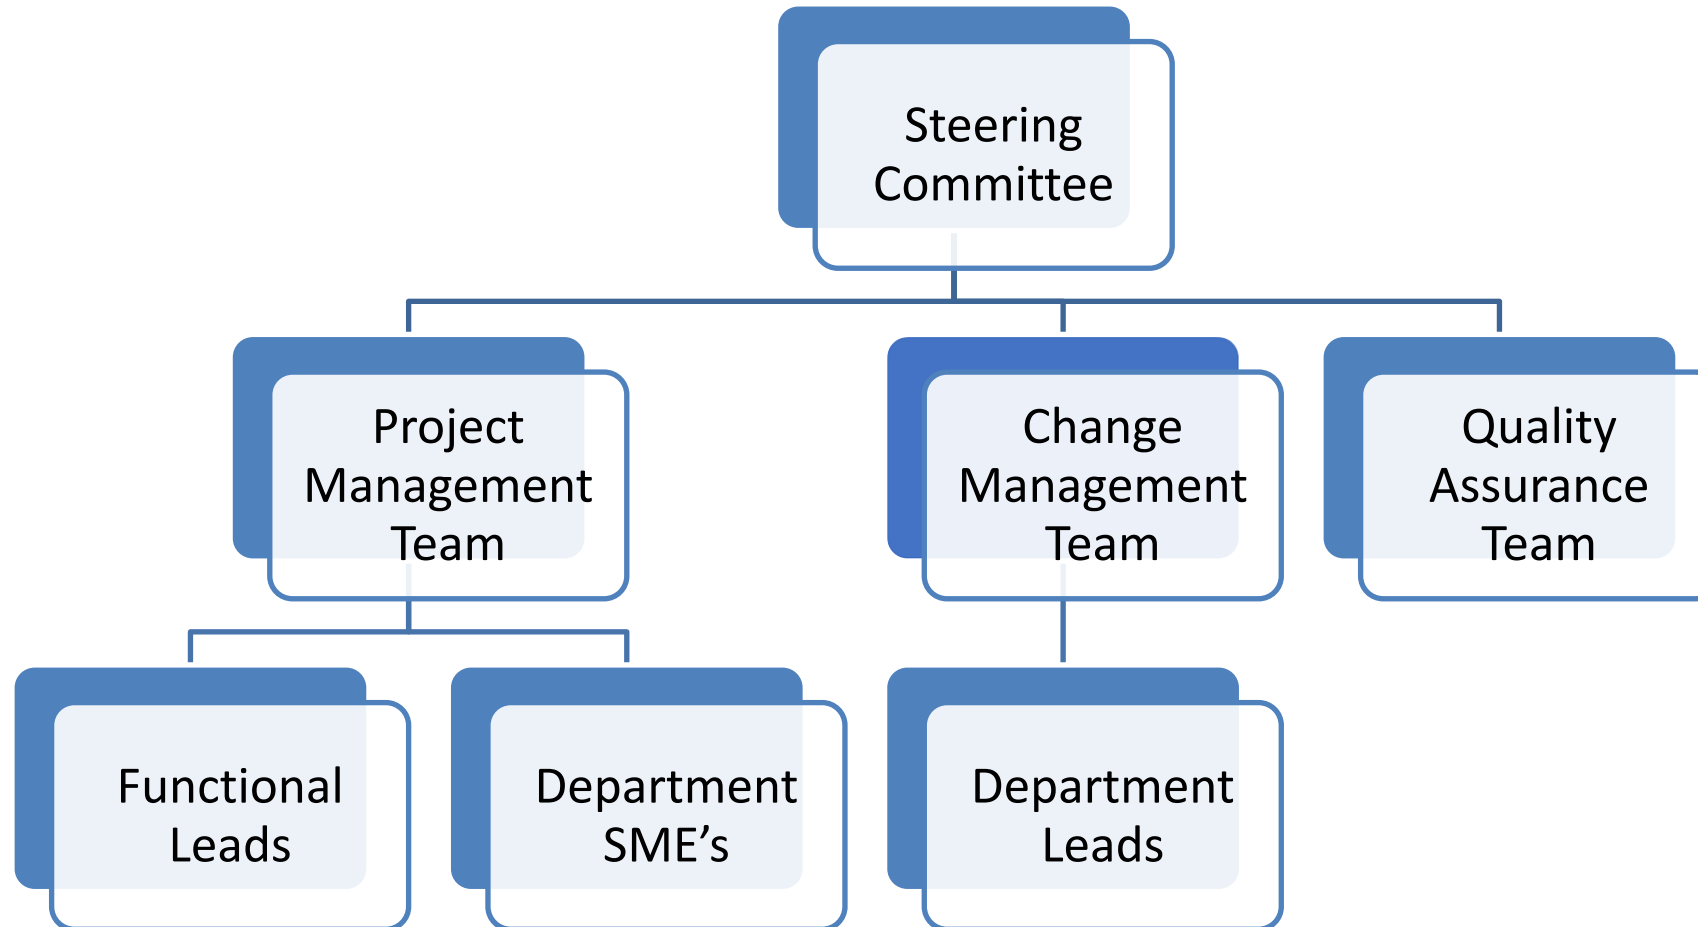 Steering
Committee
Project
Management
Team
Change
Management
Team
Quality
Assurance
Team
Functional
Leads
Department
SME’s
Department
Leads